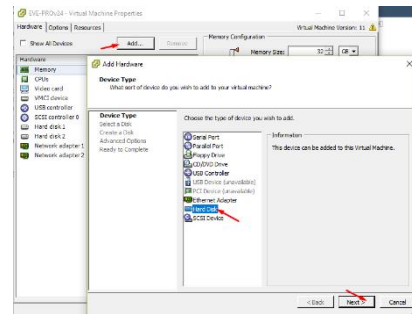 EVE-PROv24 - Virtual Machine Properties
Hardware Options Resources
Virtual Machine Version: 11
Show All Devices
Add...
Remove
Memory Configuration
Memory Size: 32 GB
Hardware
Memory
CPUs
Video card
VMCI device
USB controller
SCSI controller 0
Hard disk 1
Hard disk 2
Network adapter 1
Network adapter 2
Add Hardware
Device Type
What sort of device do you wish to add to your virtual machine?
Device Type
Select a Disk
Create a Disk
Advanced Options
Ready to Complete
Choose the type of device you wish to add.
Serial Port
Parallel Port
Floppy Drive
CD/DVD Drive
USB Controller
USB Device (unavailable)
PCI Device (unavailable)
Ethernet Adapter
Hard Disk
SCSI Device
Information
This device can be added to this Virtual Machine.
< Back
Next >
Cancel